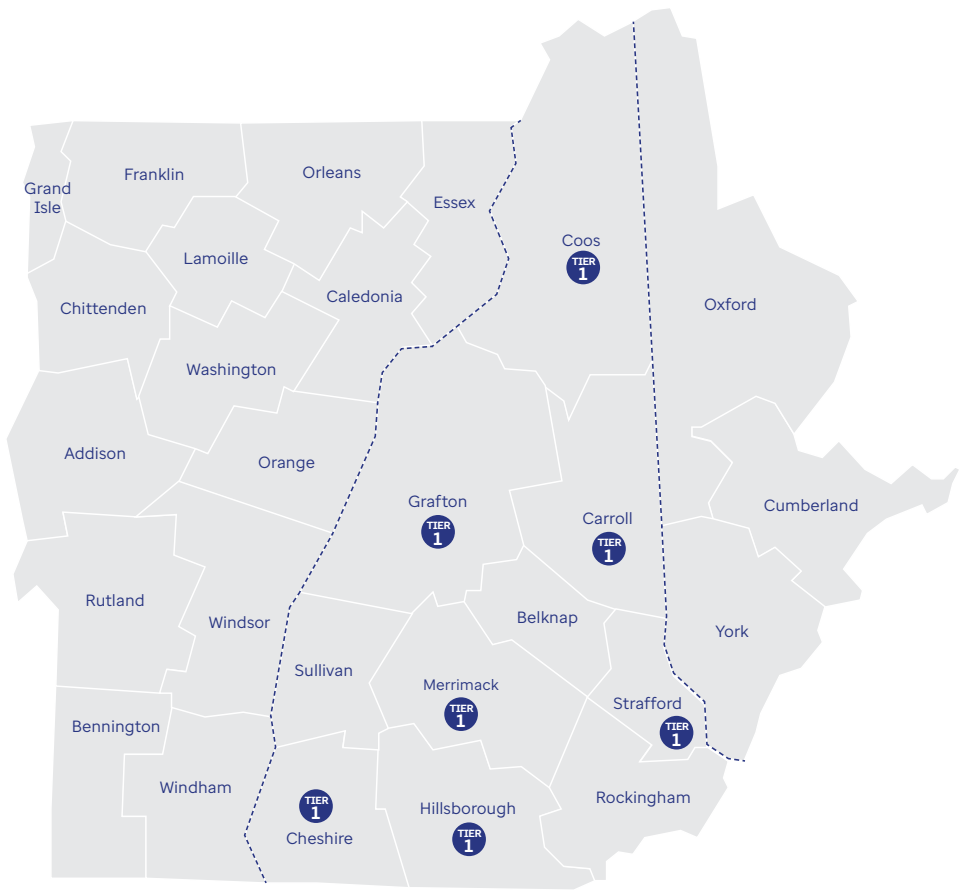 Franklin
Orleans
Grand
Isle
Essex
Coos
TIER
1
Lamoille
Caledonia
Chittenden
Oxford
Washington
Addison
Orange
Grafton
TIER
1
Carroll
TIER
1
Cumberland
Rutland
Windsor
Belknap
York
Sullivan
Merrimack
TIER
1
Strafford
TIER
1
Bennington
Windham
TIER
1
Cheshire
Hillsborough
TIER
1
Rockingham